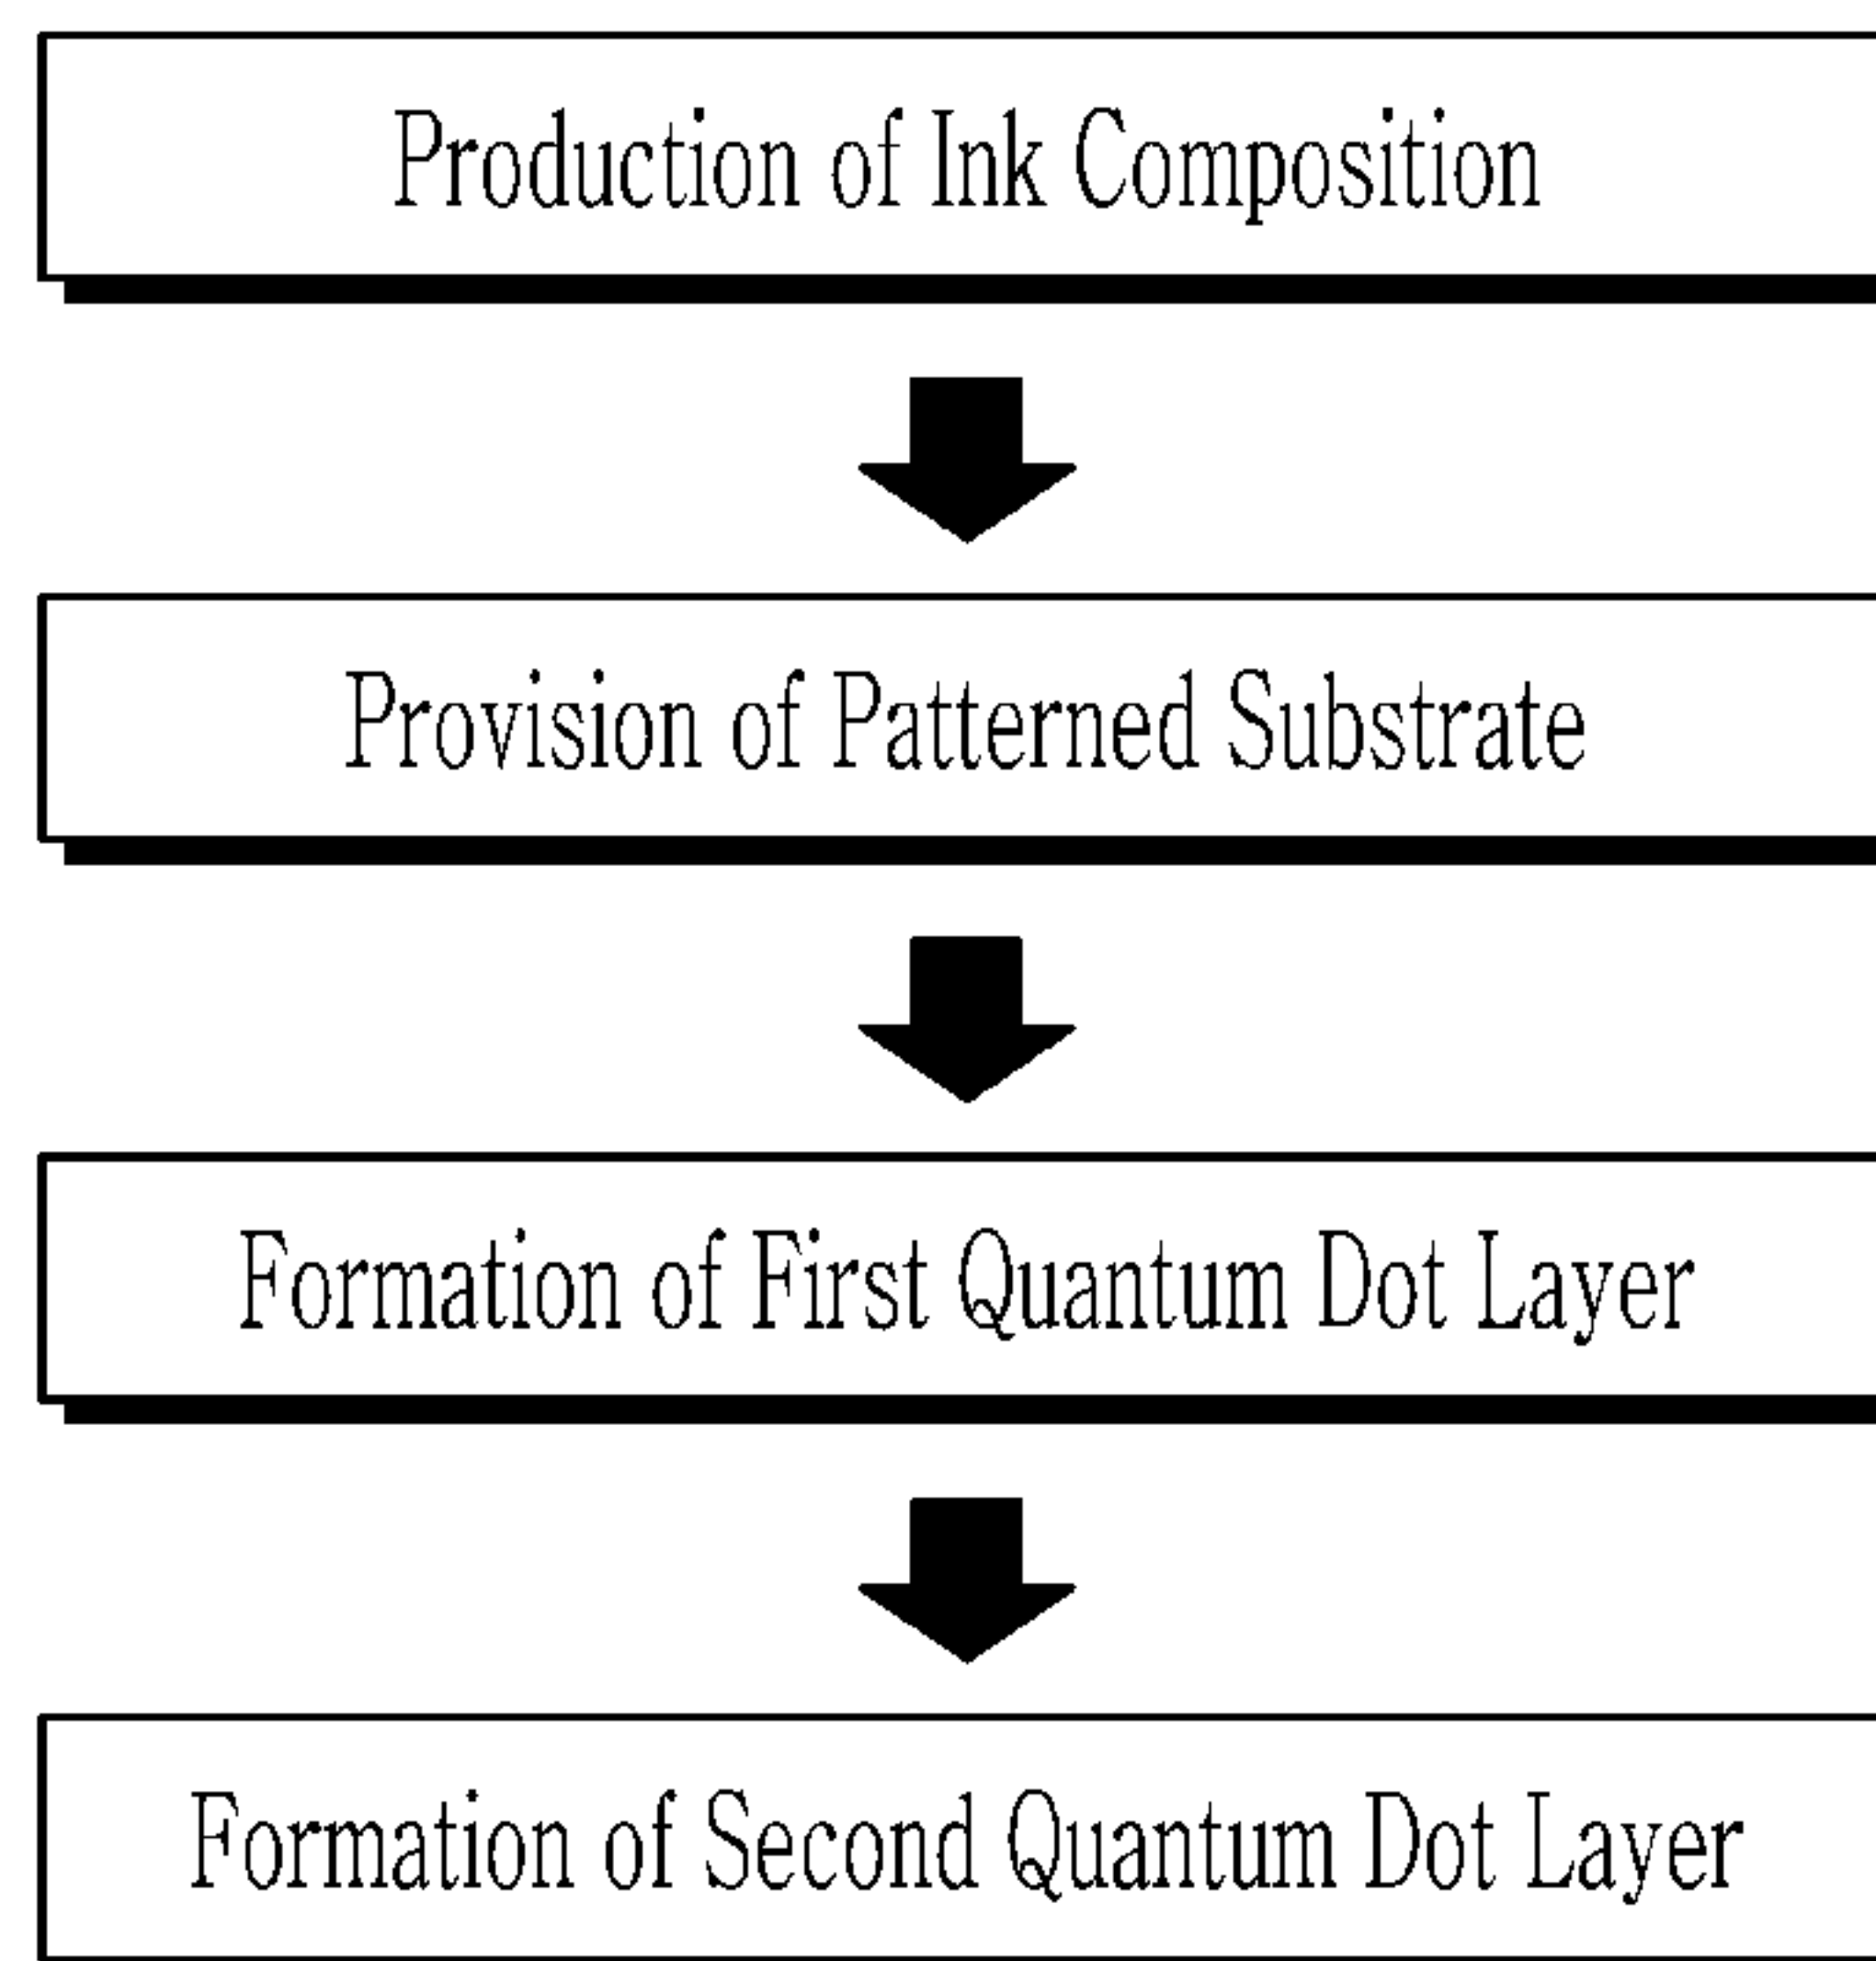 Production of Ink Composition
Provision of Patterned Substrate
Formation of First Quantum Dot Layer
Formation of Second Quantum Dot Layer